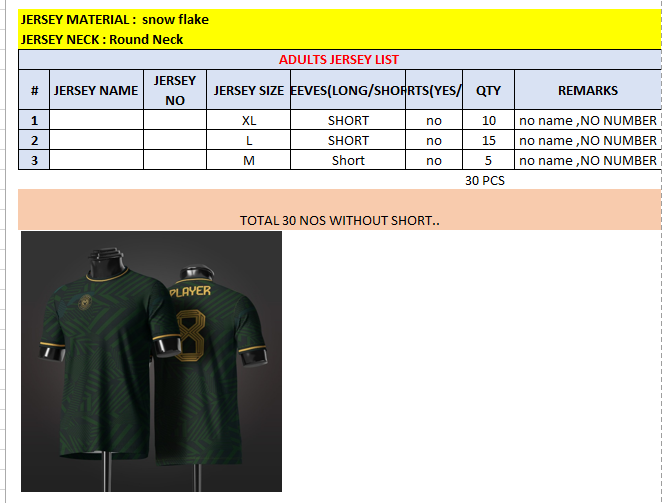 JERSEY MATERIAL : snow flake
JERSEY NECK : Round Neck
ADULTS JERSEY LIST
# JERSEY NAME JERSEY NO JERSEY SIZE EEVES(LONG/SHOR RTS(YES/ QTY REMARKS
1 XL SHORT no 10 no name ,NO NUMBER
2 L SHORT no 15 no name ,NO NUMBER
3 M Short no 5 no name ,NO NUMBER
30 PCS
TOTAL 30 NOS WITHOUT SHORT..
PLAYER
8